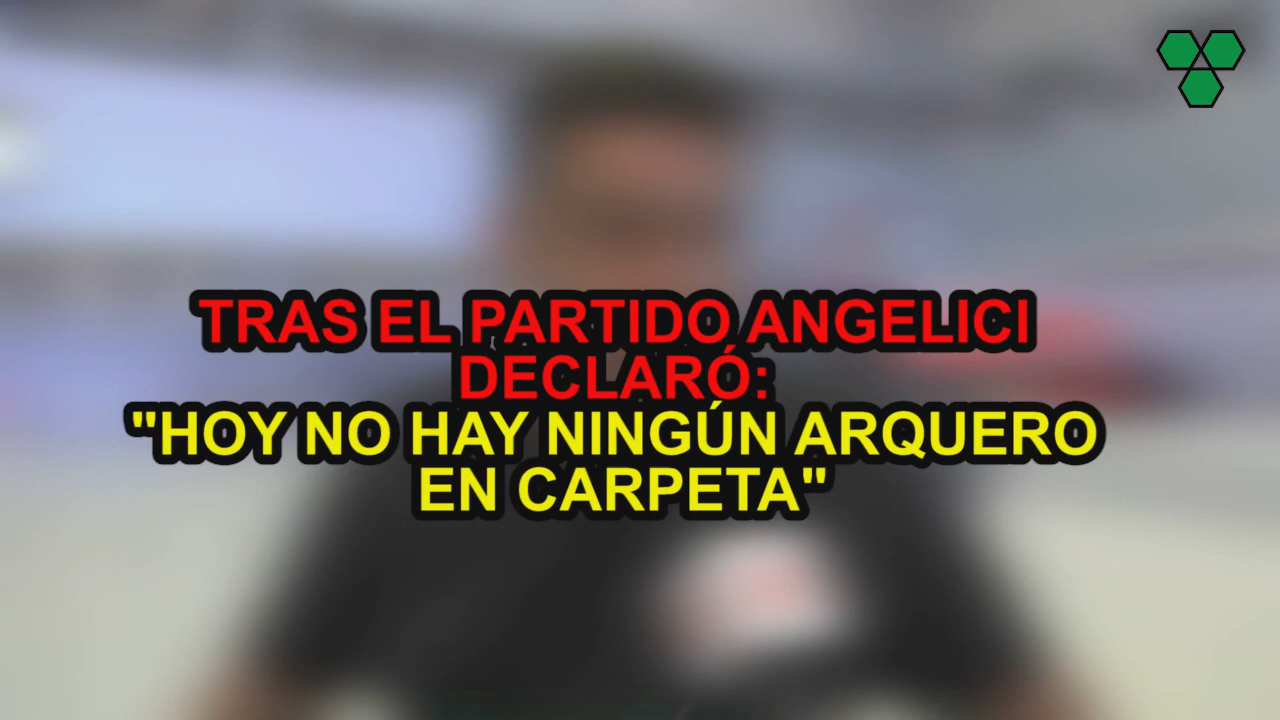 TRAS EL PARTIDO ANGELICI
DECLARÓ:
"HOY NO HAY NINGÚN ARQUERO
EN CARPETA"